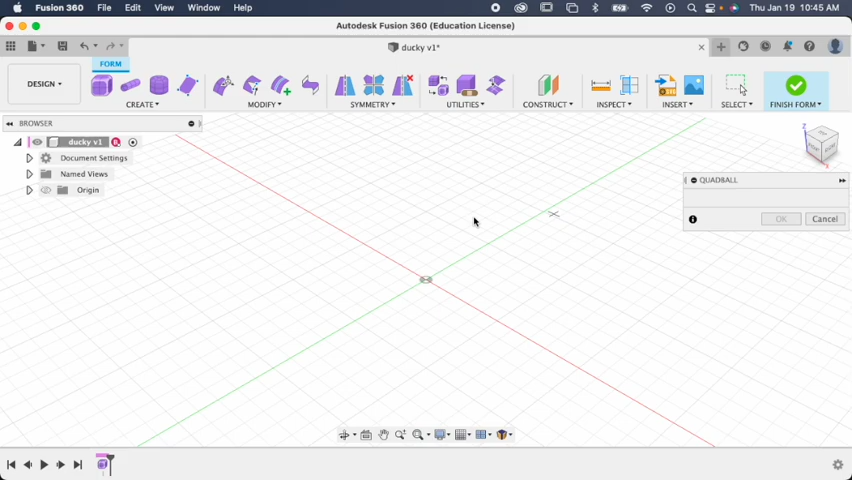 Fusion 360 File Edit View Window Help Thu Jan 19 10:45 AM
Autodesk Fusion 360 (Education License)
ducky v1*
FORM
DESIGN
CREATE MODIFY SYMMETRY UTILITIES CONSTRUCT INSPECT INSERT SELECT FINISH FORM
BROWSER
ducky v1
Document Settings
Named Views
Origin
Z
X
QUADBALL
OK Cancel